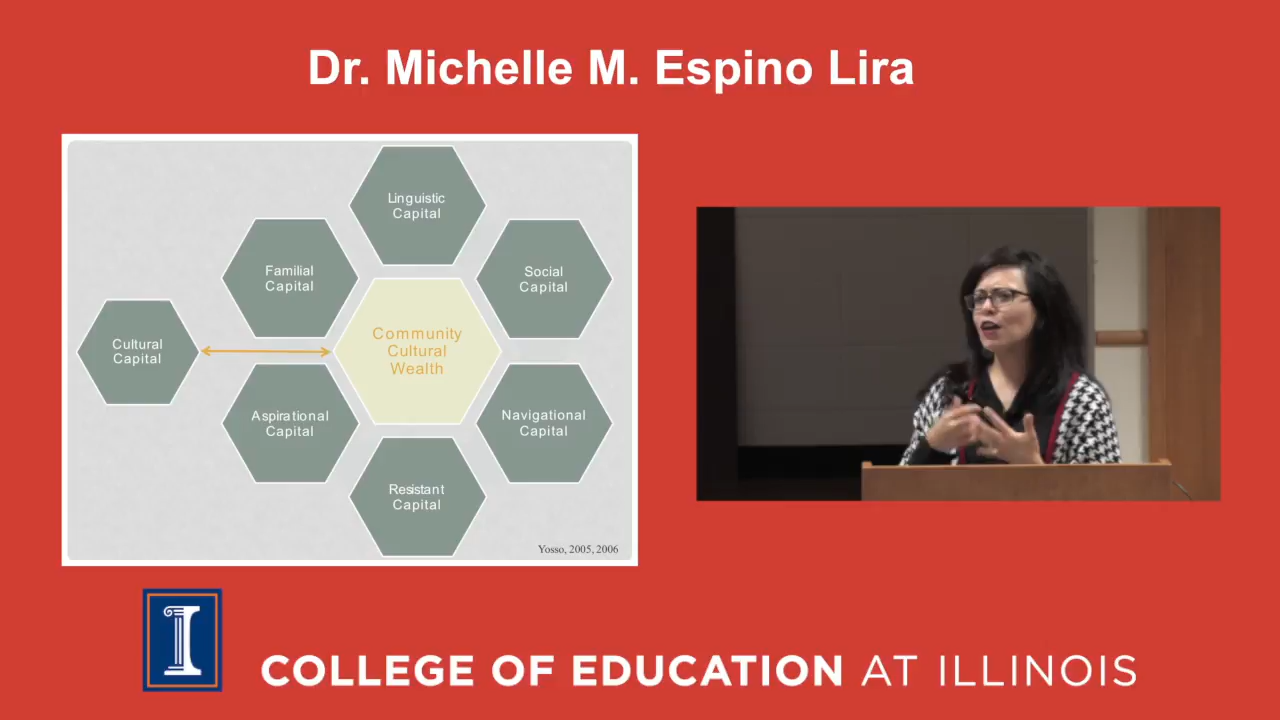 Dr. Michelle M. Espino Lira
Linguistic
Capital
Familial
Capital
Social
Capital
Cultural
Capital
Community
Cultural
Wealth
Aspirational
Capital
Navigational
Capital
Resistant
Capital
Yosso, 2005, 2006
I
COLLEGE OF EDUCATION AT ILLINOIS